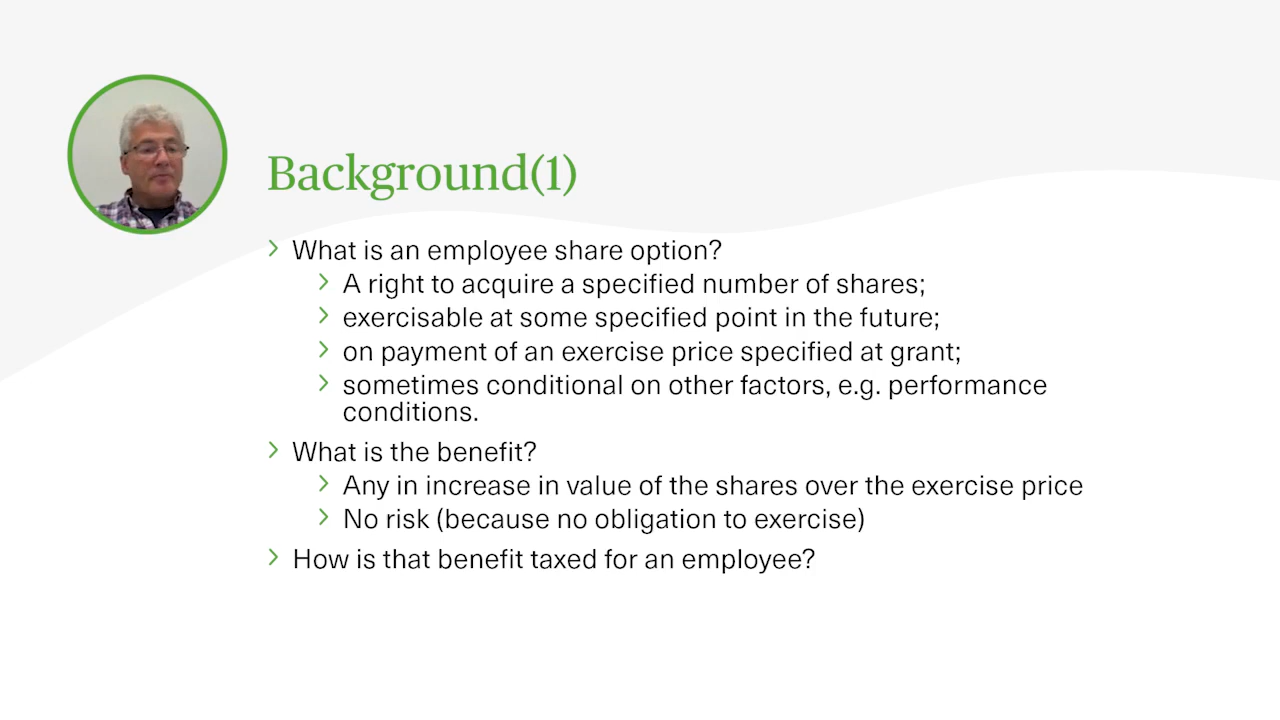 Background(1)
What is an employee share option?
A right to acquire a specified number of shares;
exercisable at some specified point in the future;
on payment of an exercise price specified at grant;
sometimes conditional on other factors, e.g. performance
conditions.
What is the benefit?
Any in increase in value of the shares over the exercise price
No risk (because no obligation to exercise)
How is that benefit taxed for an employee?